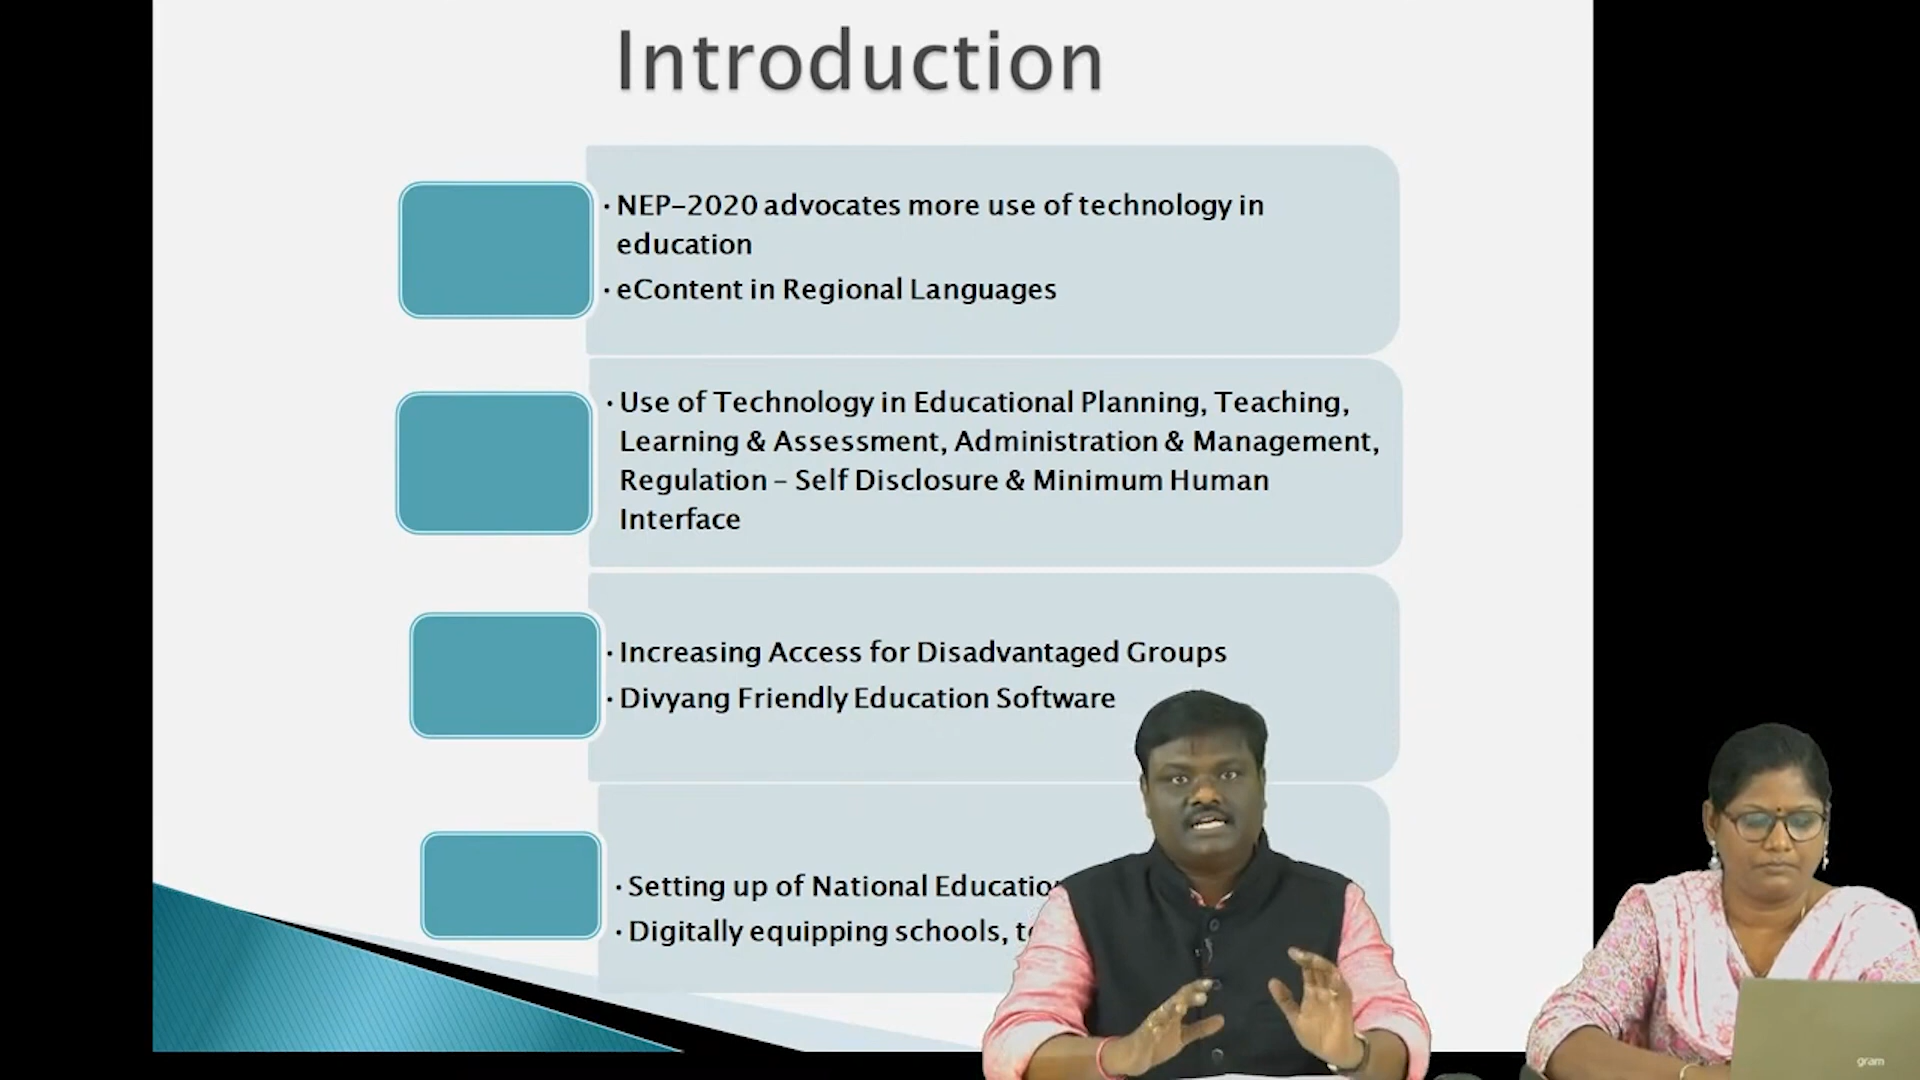 Introduction
• NEP-2020 advocates more use of technology in
education
• eContent in Regional Languages
• Use of Technology in Educational Planning, Teaching,
Learning & Assessment, Administration & Management,
Regulation – Self Disclosure & Minimum Human
Interface
• Increasing Access for Disadvantaged Groups
• Divyang Friendly Education Software
• Setting up of National
• Digitally equipping schools,
gram